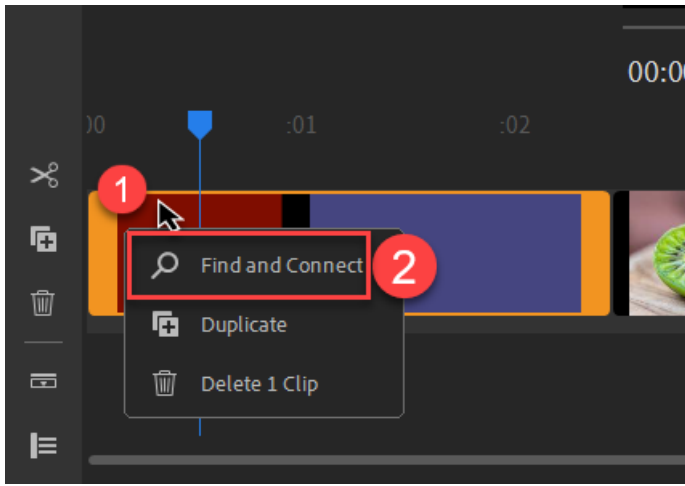 00:0
00
:01
:02
1
Find and Connect
2
Duplicate
Delete 1 Clip